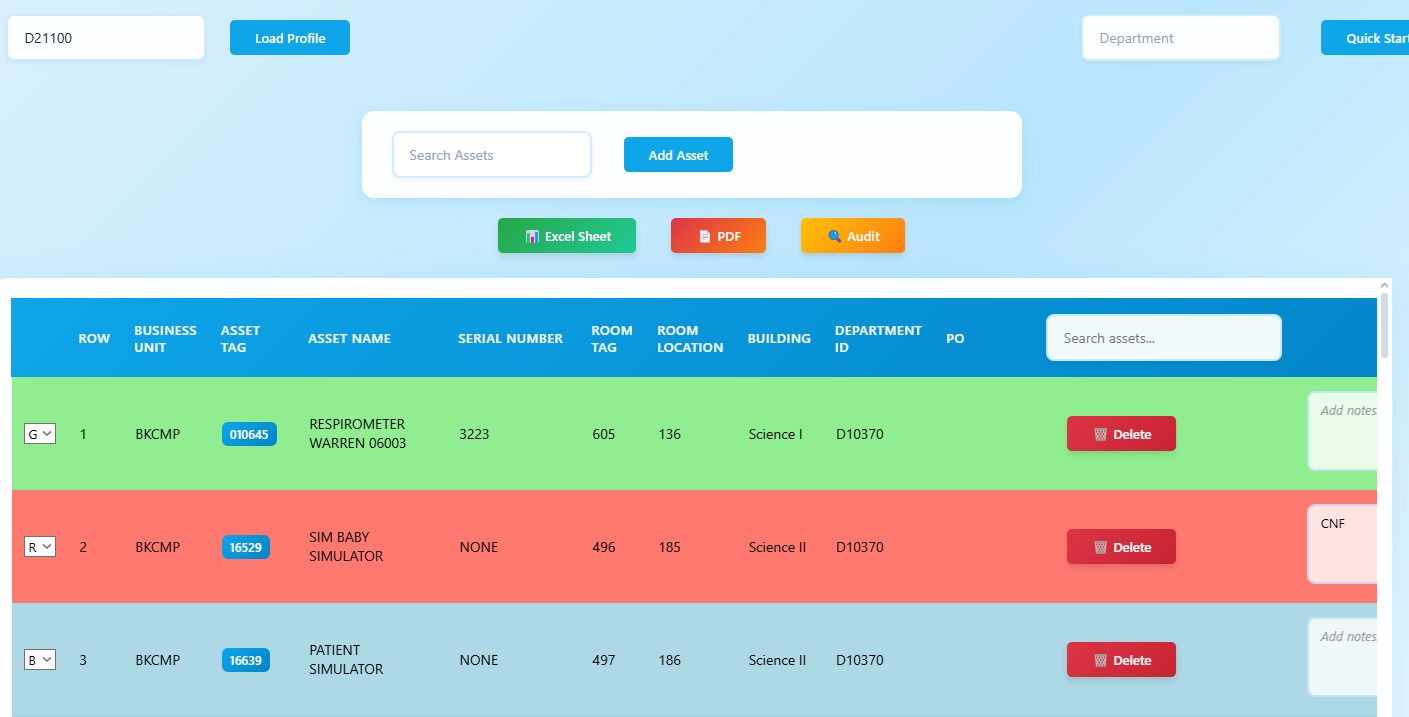 D21100
Load Profile
Department
Quick Start
Search Assets
Add Asset
Excel Sheet
PDF
Audit
ROW
BUSINESS
UNIT
ASSET
TAG
ASSET NAME
SERIAL NUMBER
ROOM
TAG
ROOM
LOCATION
BUILDING
DEPARTMENT
ID
PO
Search assets...
G
1
BKCMP
010645
RESPIROMETER
WARREN 06003
3223
605
136
Science I
D10370
Delete
Add notes
R
2
BKCMP
16529
SIM BABY
SIMULATOR
NONE
496
185
Science II
D10370
Delete
CNF
B
3
BKCMP
16639
PATIENT
SIMULATOR
NONE
497
186
Science II
D10370
Delete
Add notes